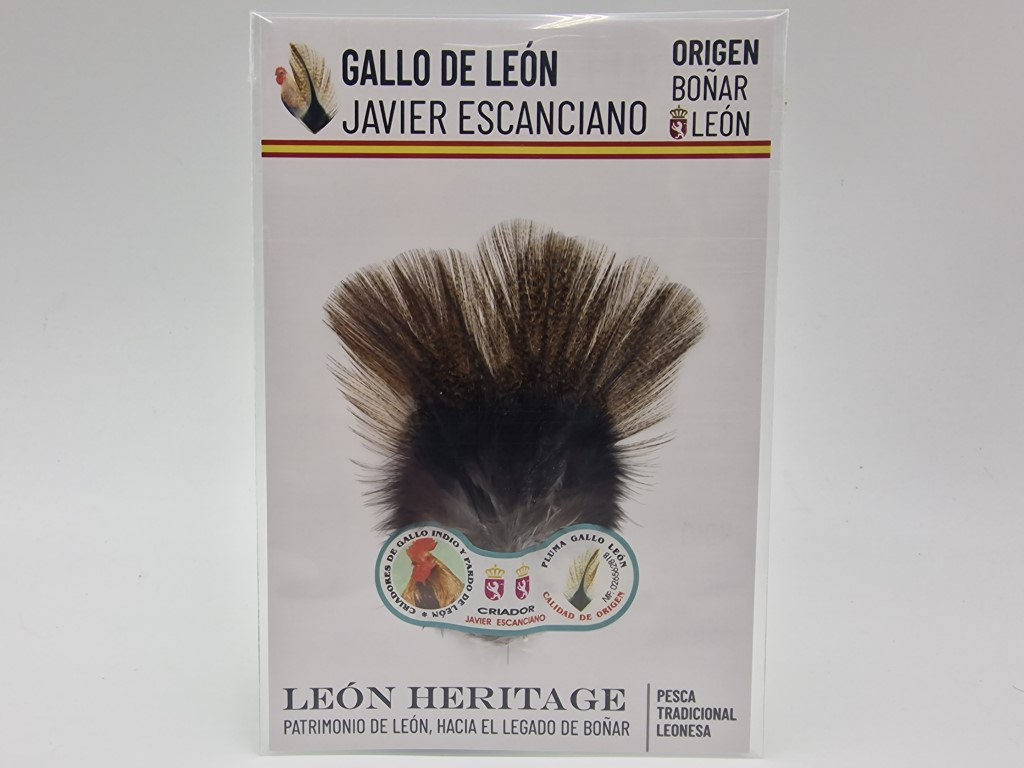 GALLO DE LEÓN
JAVIER ESCANCIANO
ORIGEN
BOÑAR
LEÓN
CRIADORES DE GALLO INDIO Y PARDO DE LEÓN *
CRIADOR
JAVIER ESCANCIANO
PLUMA GALLO LEÓN
CALIDAD DE ORIGEN
LEÓN HERITAGE
PATRIMONIO DE LEÓN, HACIA EL LEGADO DE BOÑAR
PESCA
TRADICIONAL
LEONESA